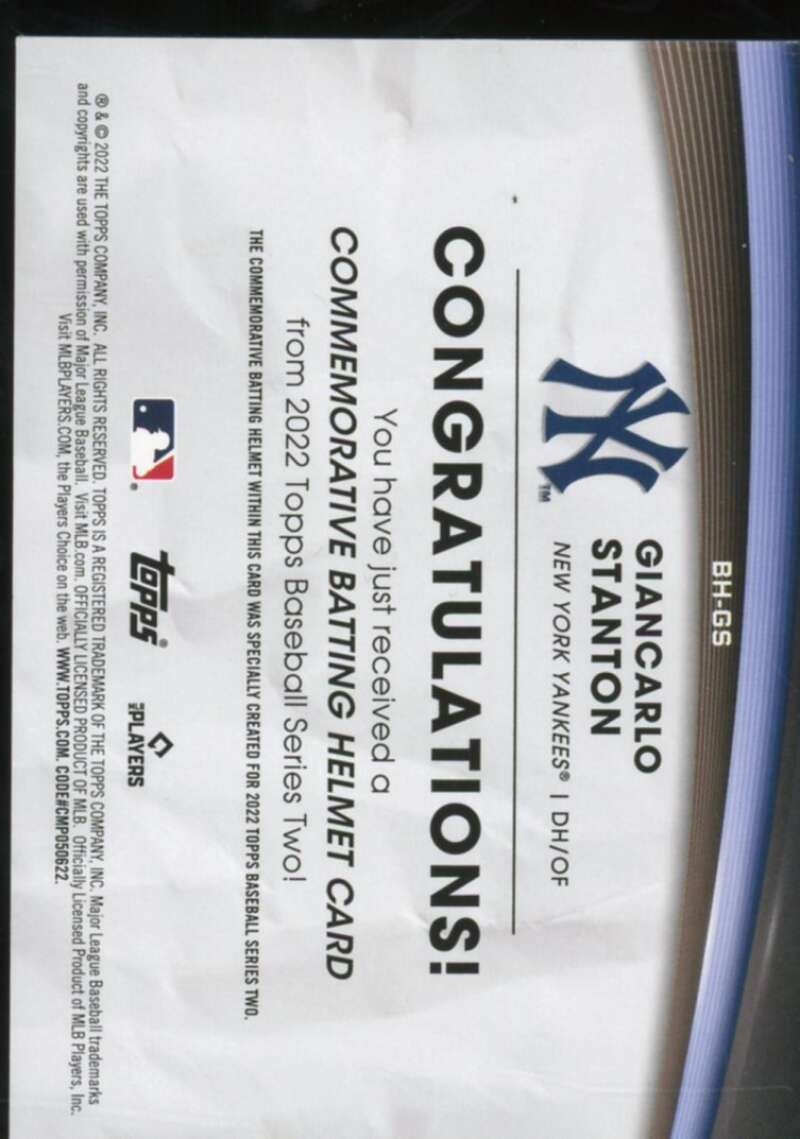 BH-GS
GIANCARLO
STANTON
NEW YORK YANKEES® | DH/OF
NY™
CONGRATULATIONS!
You have just received a
COMMEMORATIVE BATTING HELMET CARD
from 2022 Topps Baseball Series Two!
THE COMMEMORATIVE BATTING HELMET WITHIN THIS CARD WAS SPECIALLY CREATED FOR 2022 TOPPS BASEBALL SERIES TWO.
®
topps®
PLAYERS
® & © 2022 THE TOPPS COMPANY, INC. ALL RIGHTS RESERVED. TOPPS IS A REGISTERED TRADEMARK OF THE TOPPS COMPANY, INC. Major League Baseball trademarks
and copyrights are used with permission of Major League Baseball. Visit MLB.com. OFFICIALLY LICENSED PRODUCT OF MLB. Officially Licensed Product of MLB Players, Inc.
Visit MLBPLAYERS.COM, the Players Choice on the web. WWW.TOPPS.COM. CODE#CMP050622.